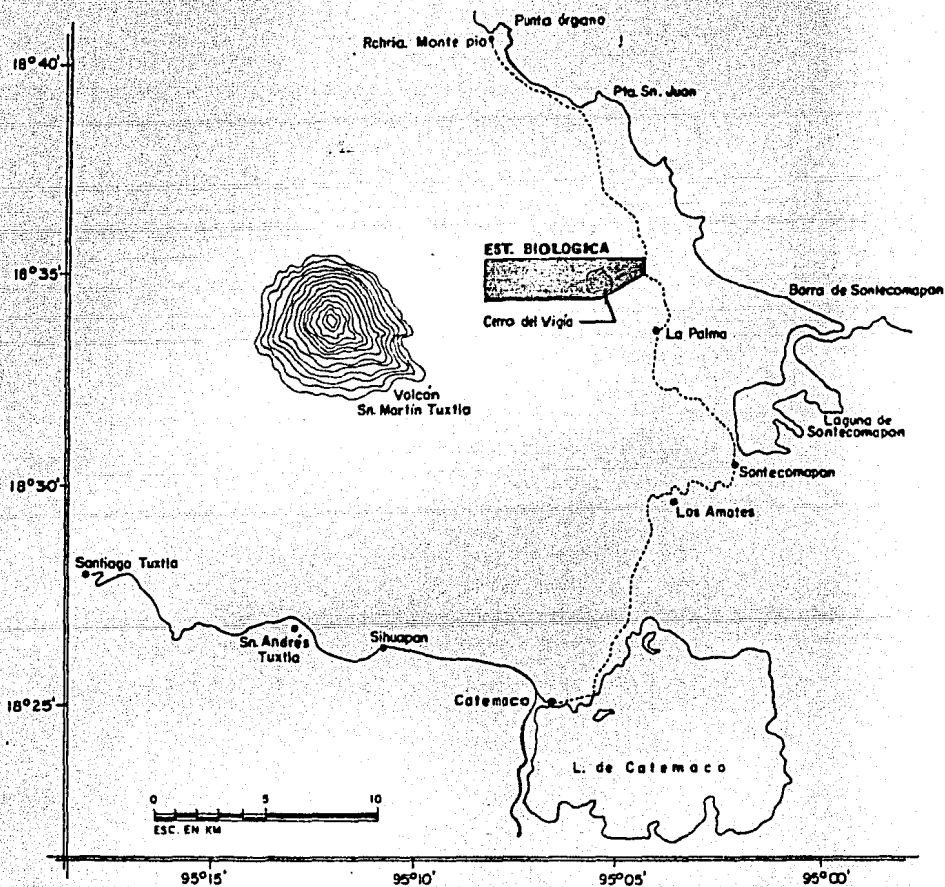 Punta órgano
Rchria. Monte pio
18°40'
Pta. Sn. Juan
EST. BIOLOGICA
18°35'
Barra de Sontecomapan
Cerro del Vigía
La Palma
Volcán
Sn. Martín Tuxtla
Laguna de
Sontecomapan
Sontecomapan
18°30'
Los Amates
Santiago Tuxtla
Sn. Andrés
Tuxtla
Sihuapan
18°25'
Catemaco
L. de Catemaco
0 5 10
ESC. EN KM
95°15' 95°10' 95°05' 95°00'